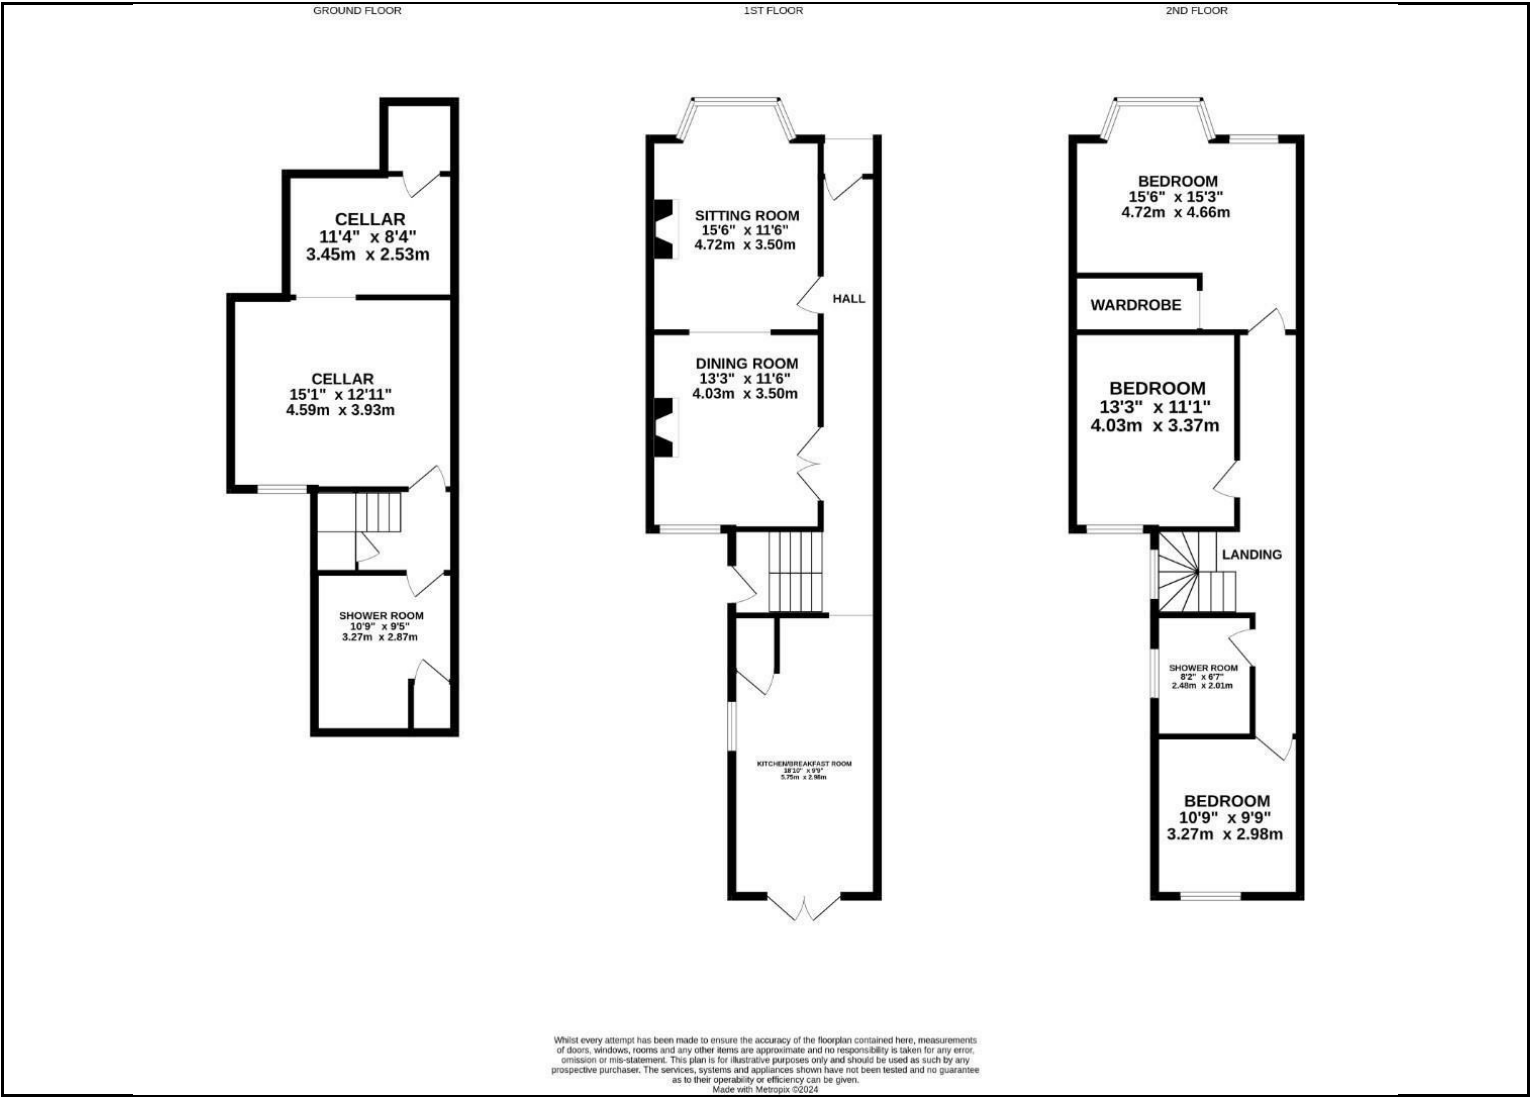 GROUND FLOOR
CELLAR
11'4" x 8'4"
3.45m x 2.53m
CELLAR
15'1" x 12'11"
4.59m x 3.93m
SHOWER ROOM
10'9" x 9'5"
3.27m x 2.87m
1ST FLOOR
SITTING ROOM
15'6" x 11'6"
4.72m x 3.50m
HALL
DINING ROOM
13'3" x 11'6"
4.03m x 3.50m
KITCHEN/BREAKFAST ROOM
18'10" x 9'9"
5.75m x 2.98m
2ND FLOOR
BEDROOM
15'6" x 15'3"
4.72m x 4.66m
WARDROBE
BEDROOM
13'3" x 11'1"
4.03m x 3.37m
LANDING
SHOWER ROOM
8'2" x 6'7"
2.48m x 2.01m
BEDROOM
10'9" x 9'9"
3.27m x 2.98m
Whilst every attempt has been made to ensure the accuracy of the floorplan contained here, measurements
of doors, windows, rooms and any other items are approximate and no responsibility is taken for any error,
omission or mis-statement. This plan is for illustrative purposes only and should be used as such by any
prospective purchaser. The services, systems and appliances shown have not been tested and no guarantee
as to their operability or efficiency can be given.
Made with Metropix ©2024